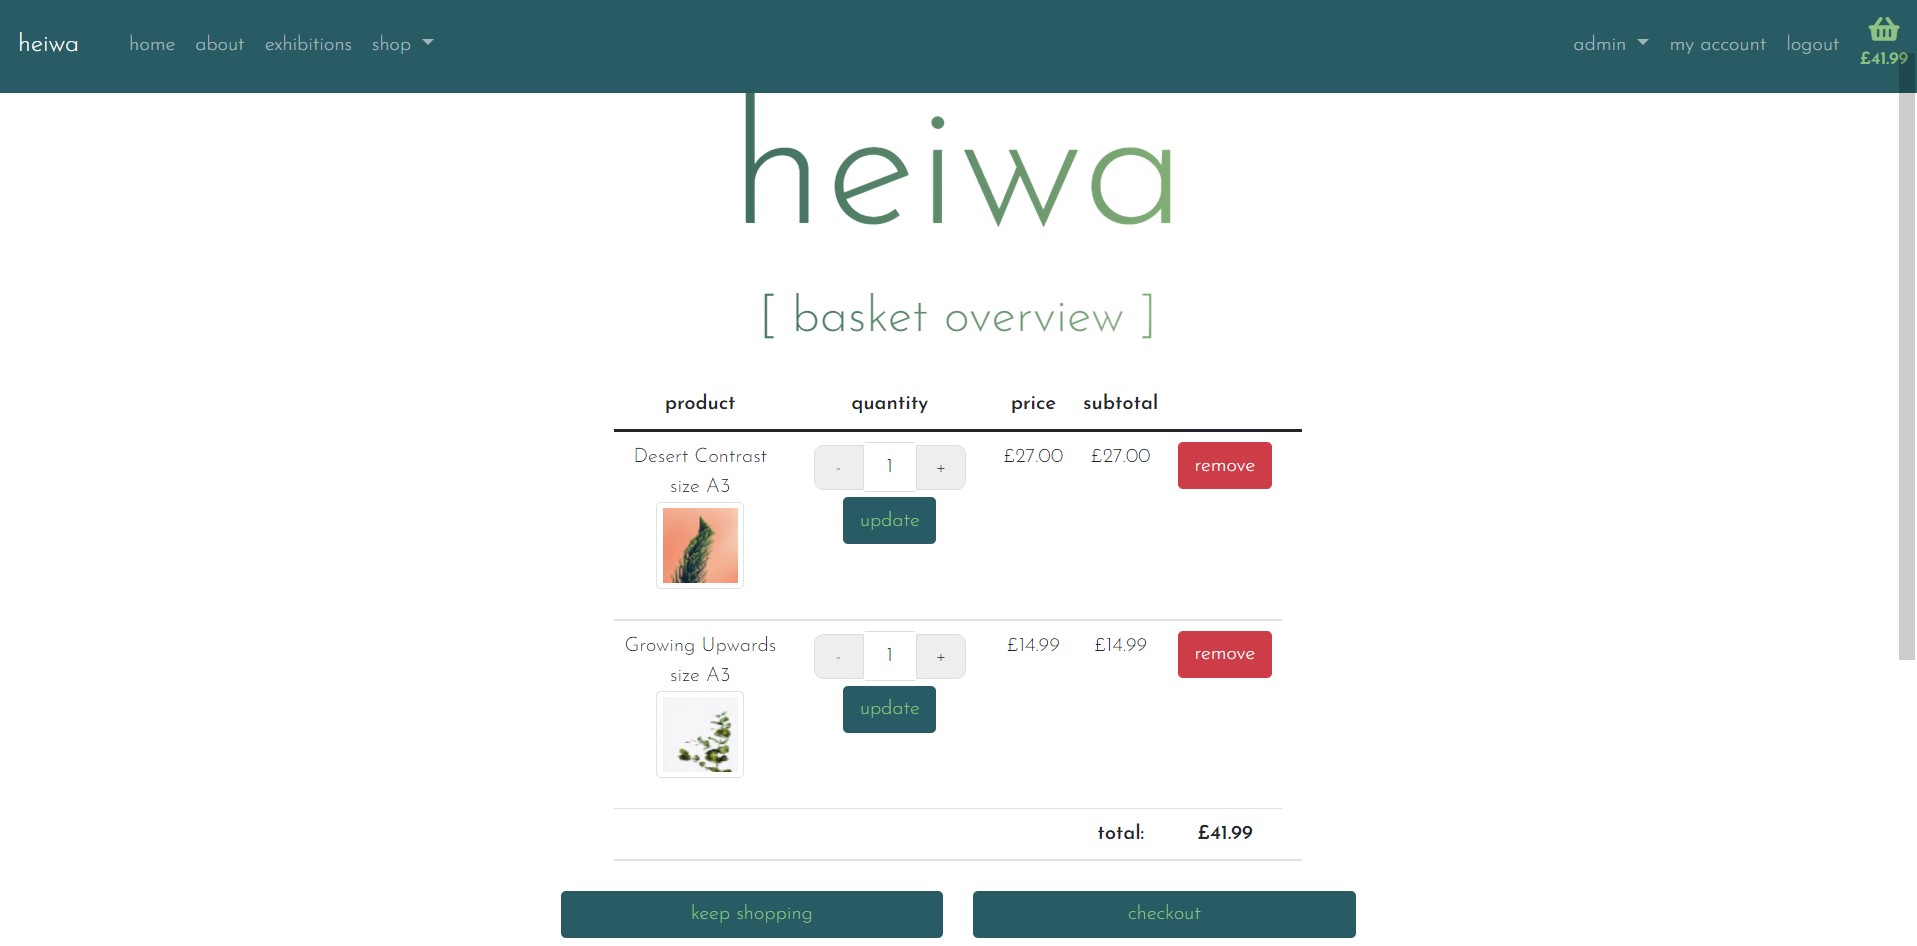 heiwa home about exhibitions shop admin my account logout
£41.99
heiwa
[ basket overview ]
product quantity price subtotal
Desert Contrast - 1 + £27.00 £27.00 remove
size A3
update
Growing Upwards - 1 + £14.99 £14.99 remove
size A3
update
total: £41.99
keep shopping checkout